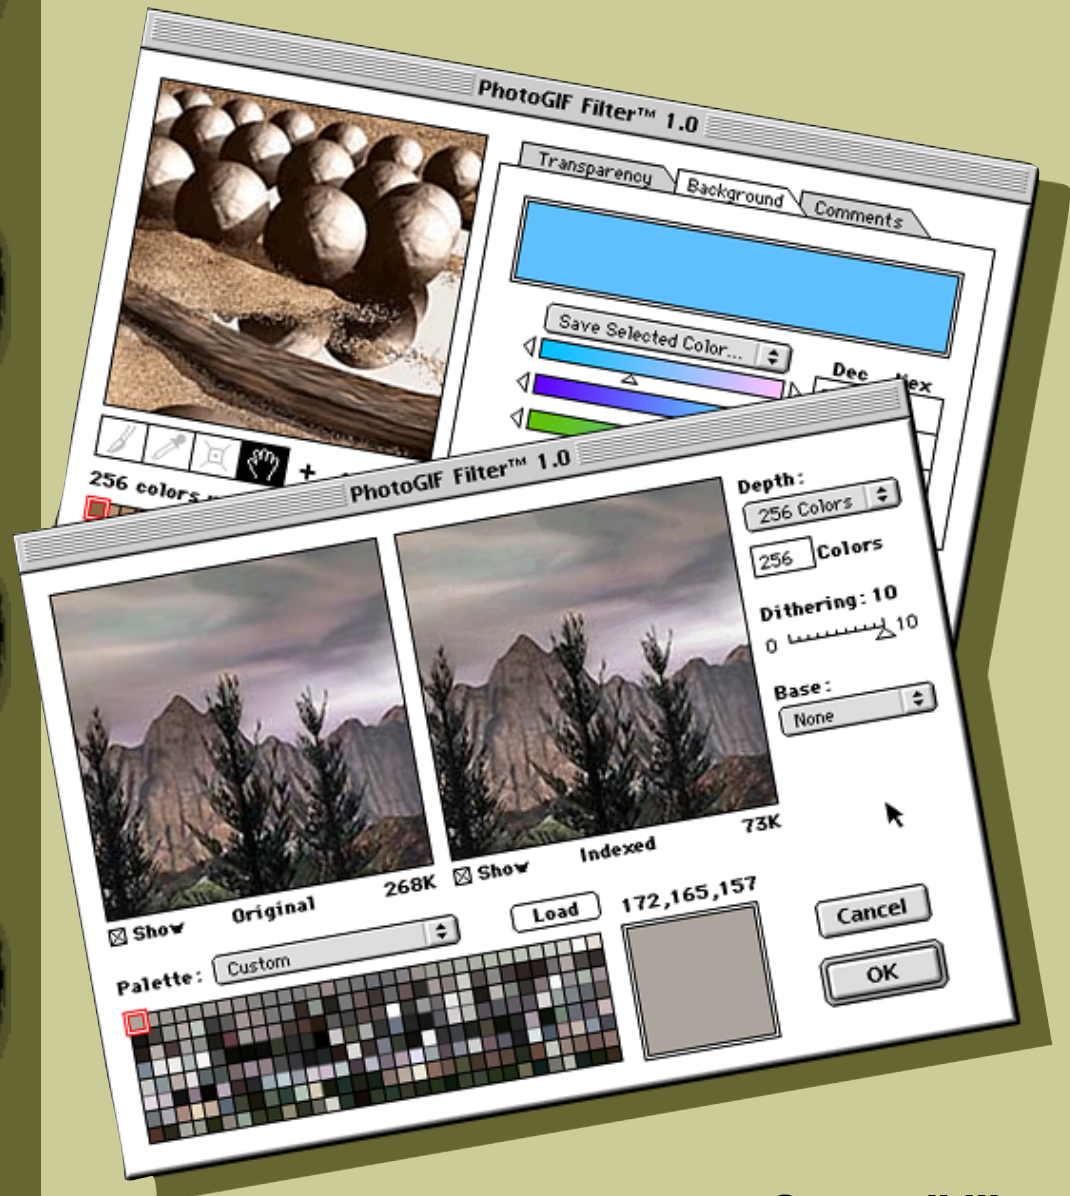 PhotoGIF Filter™ 1.0
Transparency
Background
Comments
Save Selected Color...
Dec
256 colors
PhotoGIF Filter™ 1.0
Depth:
256 Colors
256 Colors
Dithering: 10
0 10
Base:
None
268K
73K
Show Original
Show Indexed
Palette: Custom
Load
172,165,157
Cancel
OK